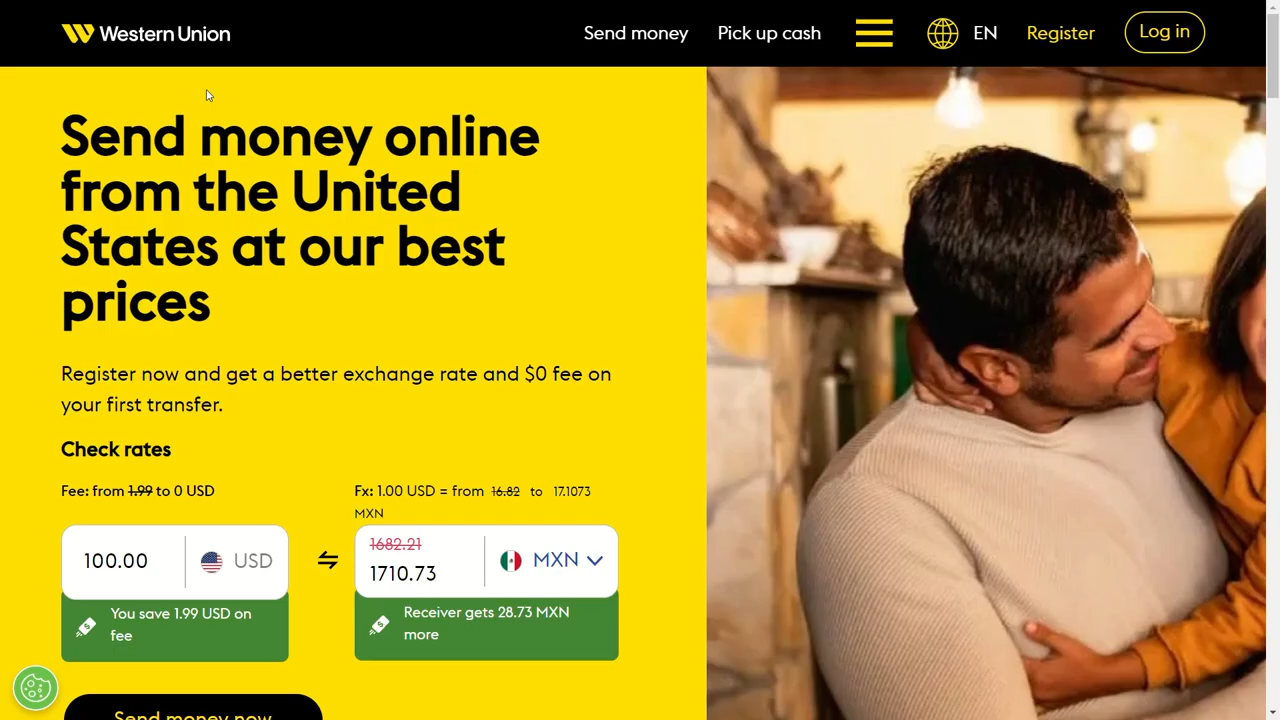 Western Union
Send money
Pick up cash
EN
Register
Log in
Send money online
from the United
States at our best
prices
Register now and get a better exchange rate and $0 fee on
your first transfer.
Check rates
Fee: from 1.99 to 0 USD
Fx: 1.00 USD = from 16.82 to 17.1073
MXN
100.00
USD
1682.21
1710.73
MXN
You save 1.99 USD on
fee
Receiver gets 28.73 MXN
more
Send money now